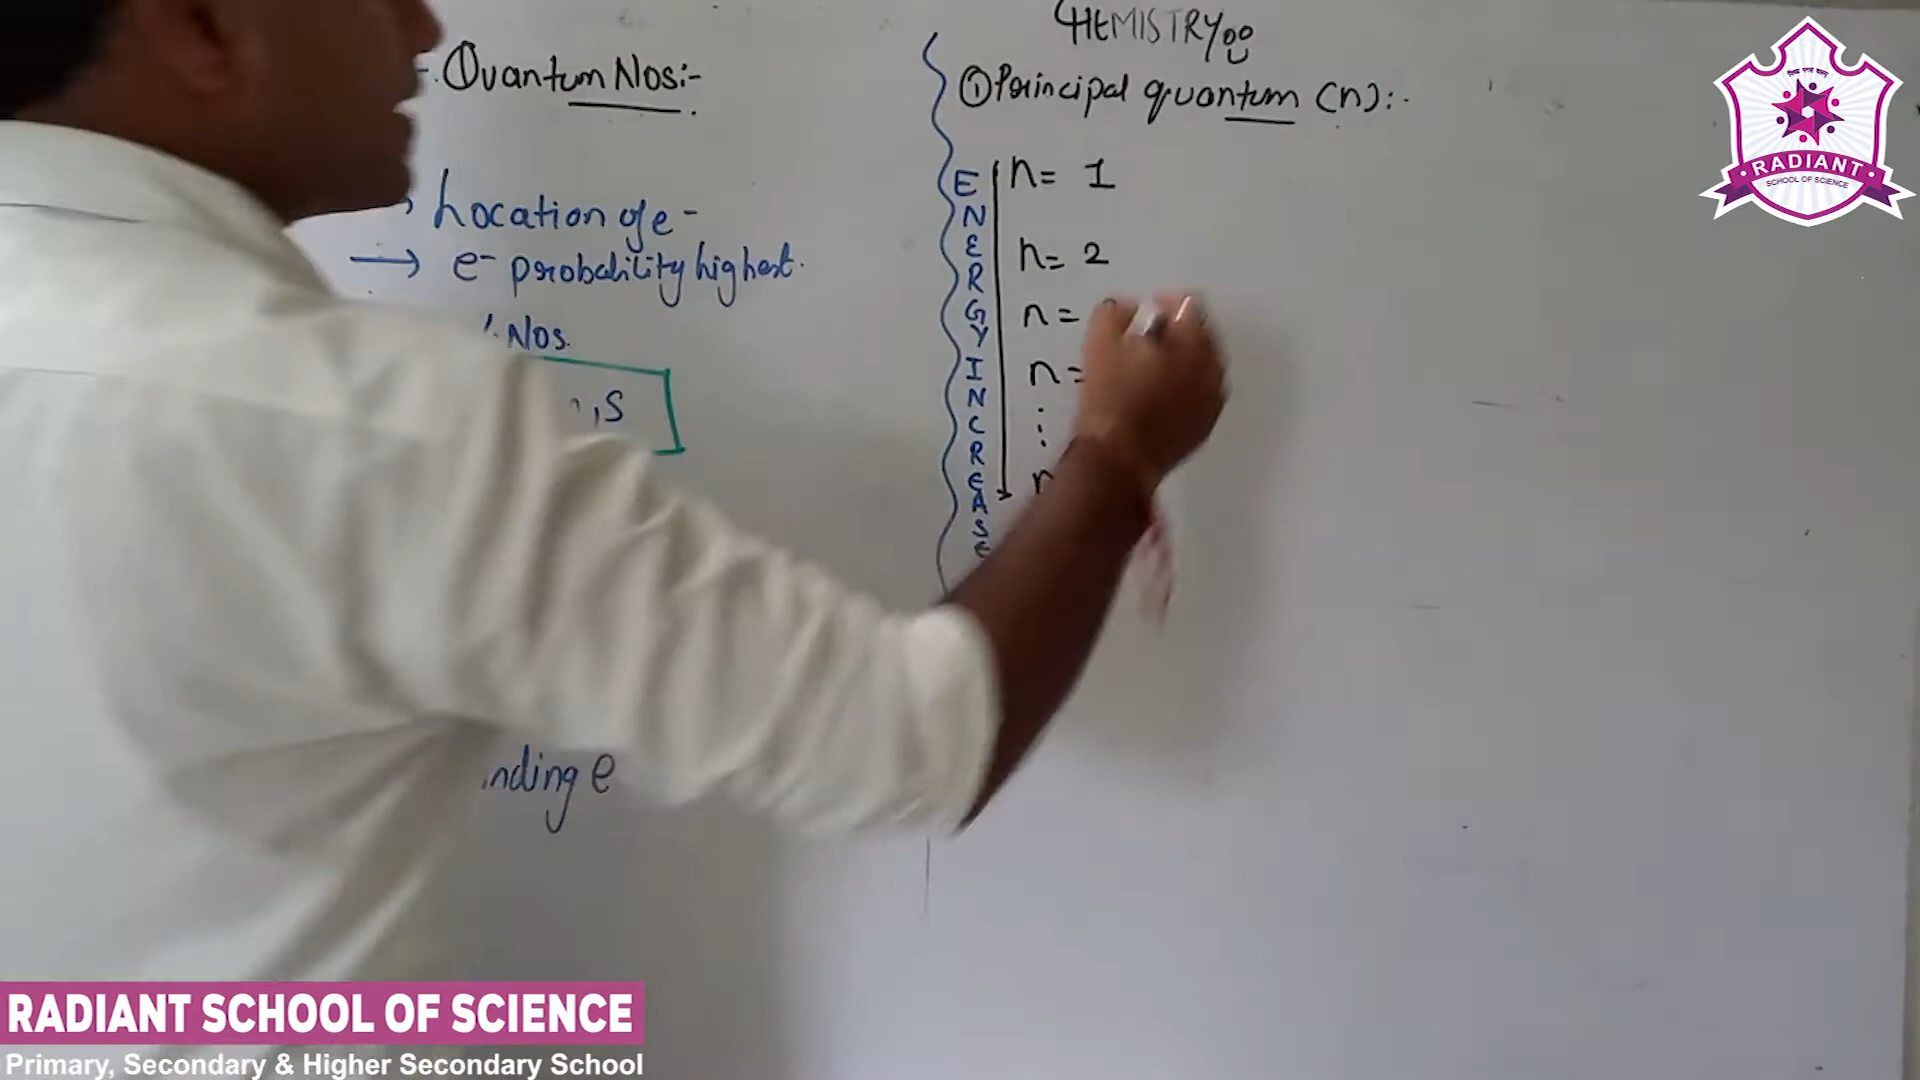 CHEMISTRY
Quantum Nos:-
Location of e-
→ e- probability highest.
Nos.
,s
nding e
① Principal quantum (n):-
ENERGY INCREASE
n= 1
n= 2
n=
n=
n
RADIANT
SCHOOL OF SCIENCE
RADIANT SCHOOL OF SCIENCE
Primary, Secondary & Higher Secondary School